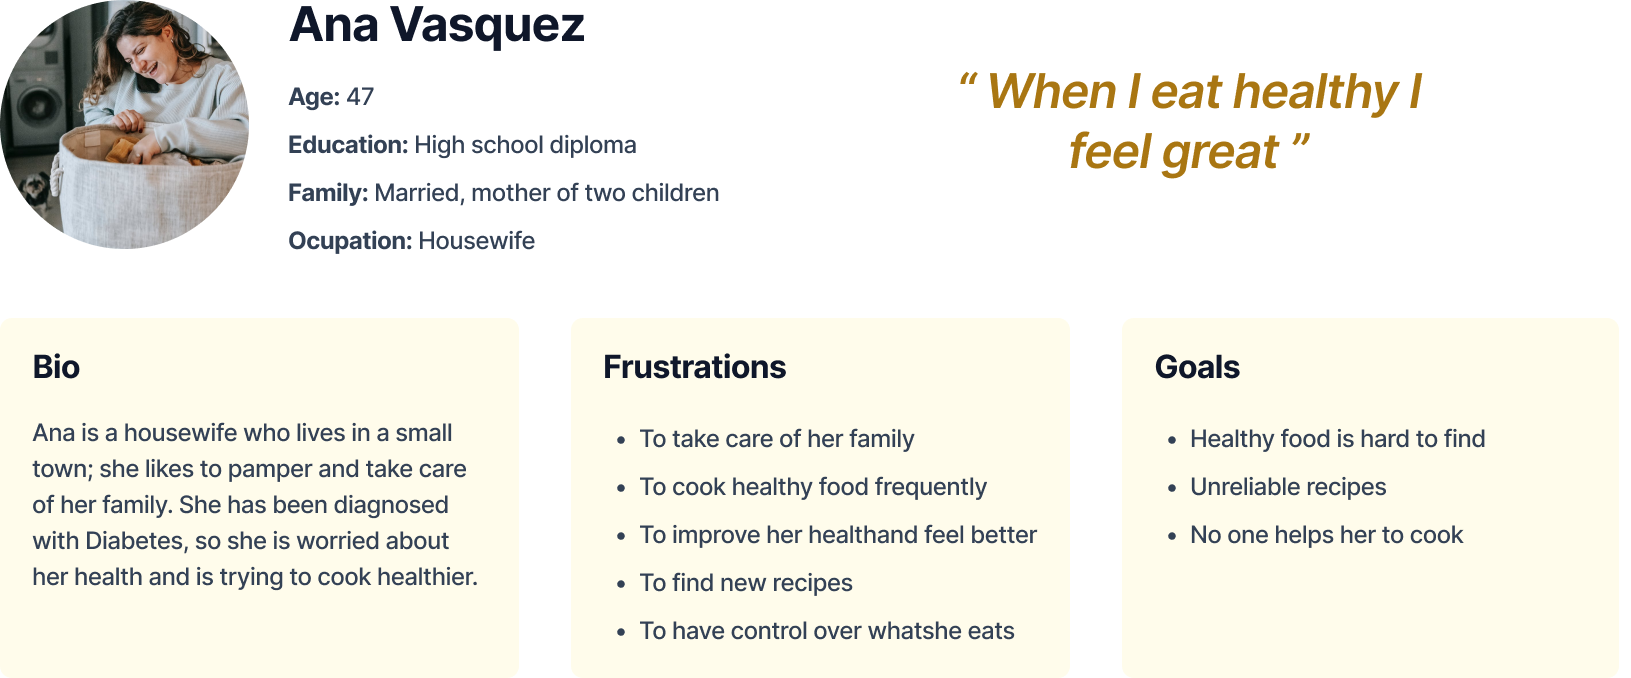 Ana Vasquez
Age: 47
Education: High school diploma
Family: Married, mother of two children
Ocupation: Housewife
“ When I eat healthy I
feel great ”
Bio
Ana is a housewife who lives in a small
town; she likes to pamper and take care
of her family. She has been diagnosed
with Diabetes, so she is worried about
her health and is trying to cook healthier.
Frustrations
• To take care of her family
• To cook healthy food frequently
• To improve her healthand feel better
• To find new recipes
• To have control over whatshe eats
Goals
• Healthy food is hard to find
• Unreliable recipes
• No one helps her to cook